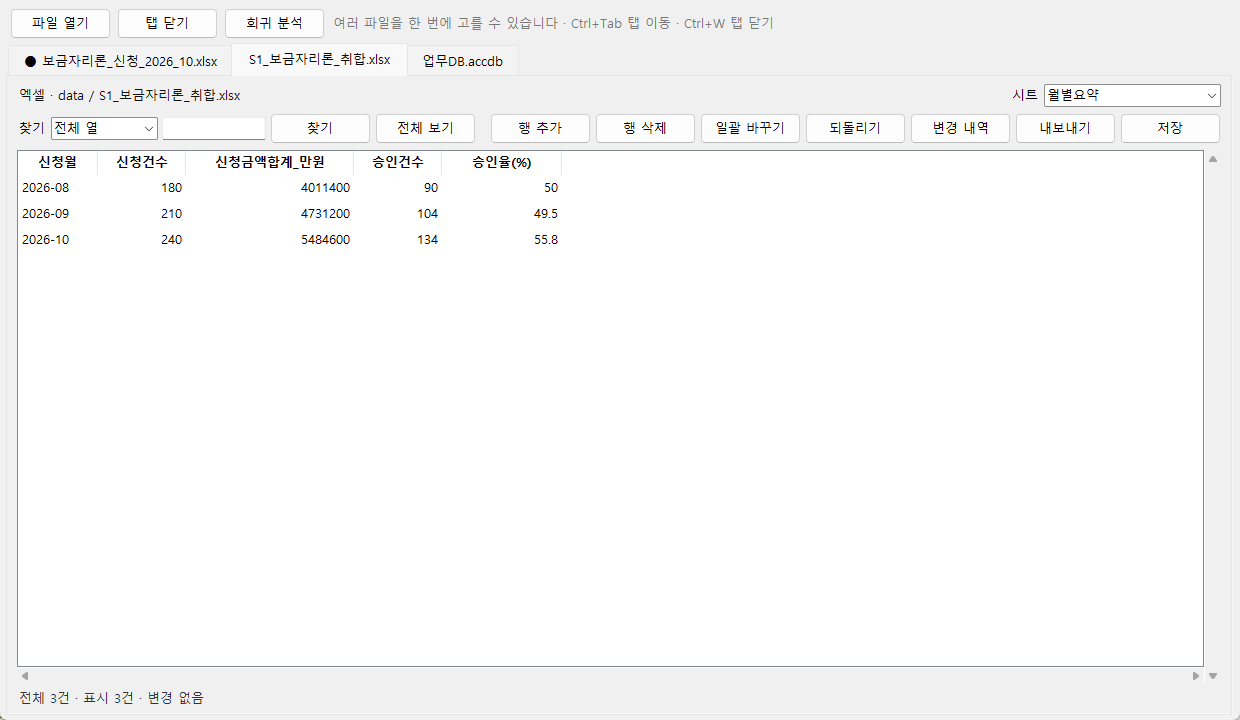 파일 열기 탭 닫기 회귀 분석 여러 파일을 한 번에 고를 수 있습니다 · Ctrl+Tab 탭 이동 · Ctrl+W 탭 닫기
● 보금자리론_신청_2026_10.xlsx S1_보금자리론_취합.xlsx 업무DB.accdb
엑셀 · data / S1_보금자리론_취합.xlsx 시트 월별요약
찾기 전체 열 찾기 전체 보기 행 추가 행 삭제 일괄 바꾸기 되돌리기 변경 내역 내보내기 저장
신청월 신청건수 신청금액합계_만원 승인건수 승인율(%)
2026-08 180 4011400 90 50
2026-09 210 4731200 104 49.5
2026-10 240 5484600 134 55.8
전체 3건 · 표시 3건 · 변경 없음